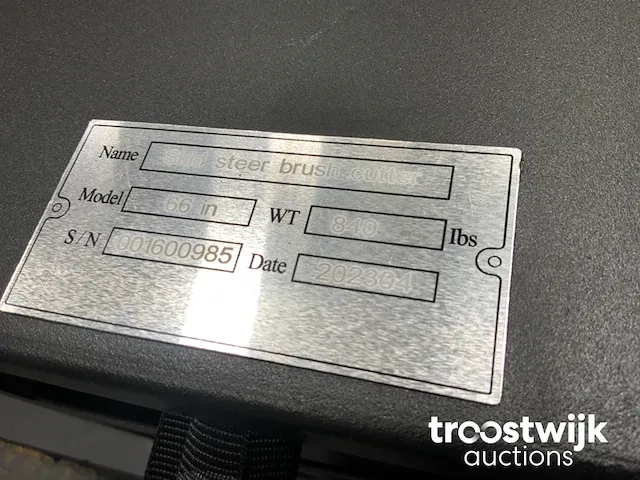 Name Skid steer brush cutter
Model 66 in WT 840 lbs
S/N 001600985 Date 202304
troostwijk
auctions